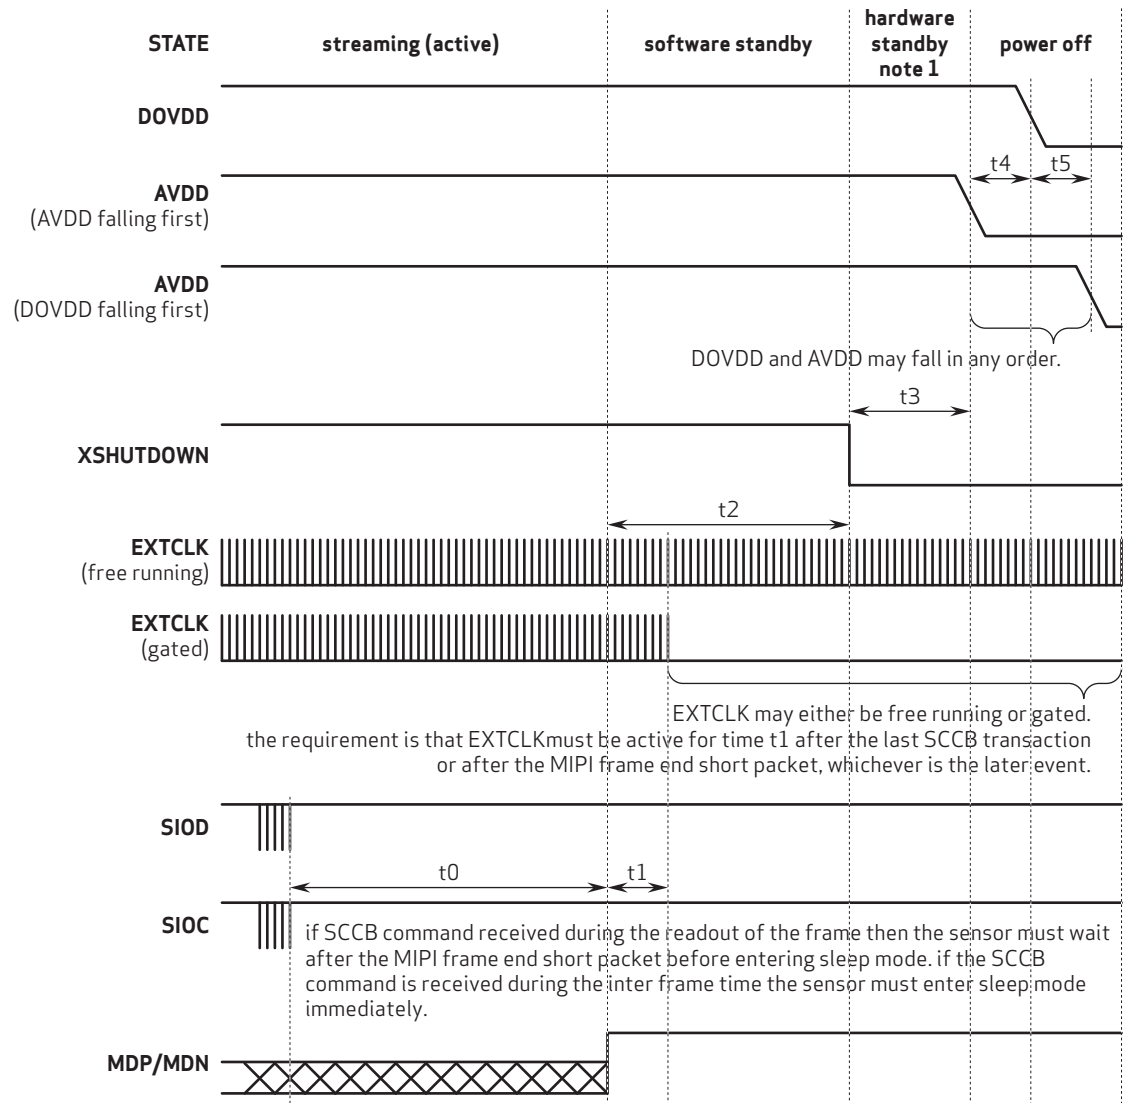 hardware
STATE streaming (active) software standby standby power off
note 1
DOVDD
t4 t5
AVDD
(AVDD falling first)
AVDD
(DOVDD falling first)
DOVDD and AVDD may fall in any order.
t3
XSHUTDOWN
t2
EXTCLK
(free running)
EXTCLK
(gated)
EXTCLK may either be free running or gated.
the requirement is that EXTCLKmust be active for time t1 after the last SCCB transaction
or after the MIPI frame end short packet, whichever is the later event.
SIOD
t0 t1
SIOC
if SCCB command received during the readout of the frame then the sensor must wait
after the MIPI frame end short packet before entering sleep mode. if the SCCB
command is received during the inter frame time the sensor must enter sleep mode
immediately.
MDP/MDN